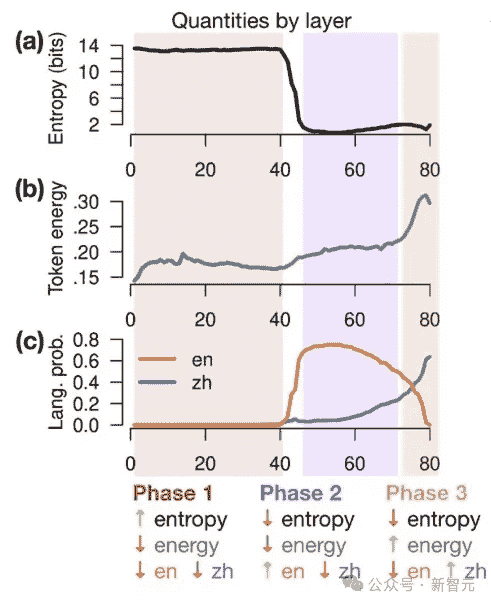 Quantities by layer
(a)
Entropy (bits)
14
10
6
2
0 20 40 60 80
(b)
Token energy
.30
.25
.20
.15
0 20 40 60 80
(c)
Lang. prob.
0.8
0.6
0.4
0.2
0.0
en
zh
0 20 40 60 80
Phase 1 Phase 2 Phase 3
↑ entropy ↓ entropy ↓ entropy
↓ energy ↓ energy ↑ energy
↓ en ↓ zh ↑ en ↓ zh ↓ en ↑ zh
公众号 · 新智元